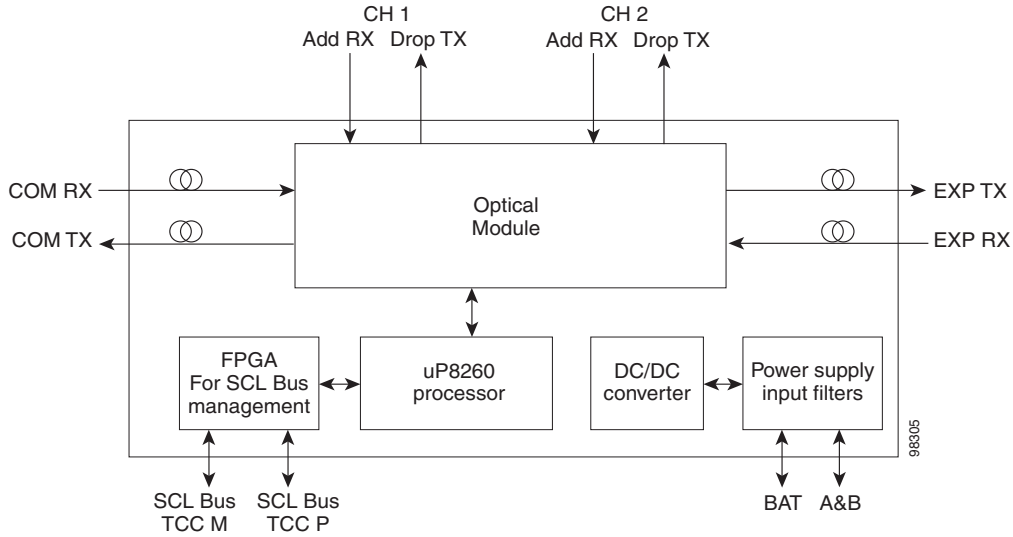 CH 1
CH 2
Add RX Drop TX
Add RX Drop TX
COM RX
COM TX
Optical
Module
EXP TX
EXP RX
FPGA
For SCL Bus
management
uP8260
processor
DC/DC
converter
Power supply
input filters
98305
SCL Bus
TCC M
SCL Bus
TCC P
BAT
A&B